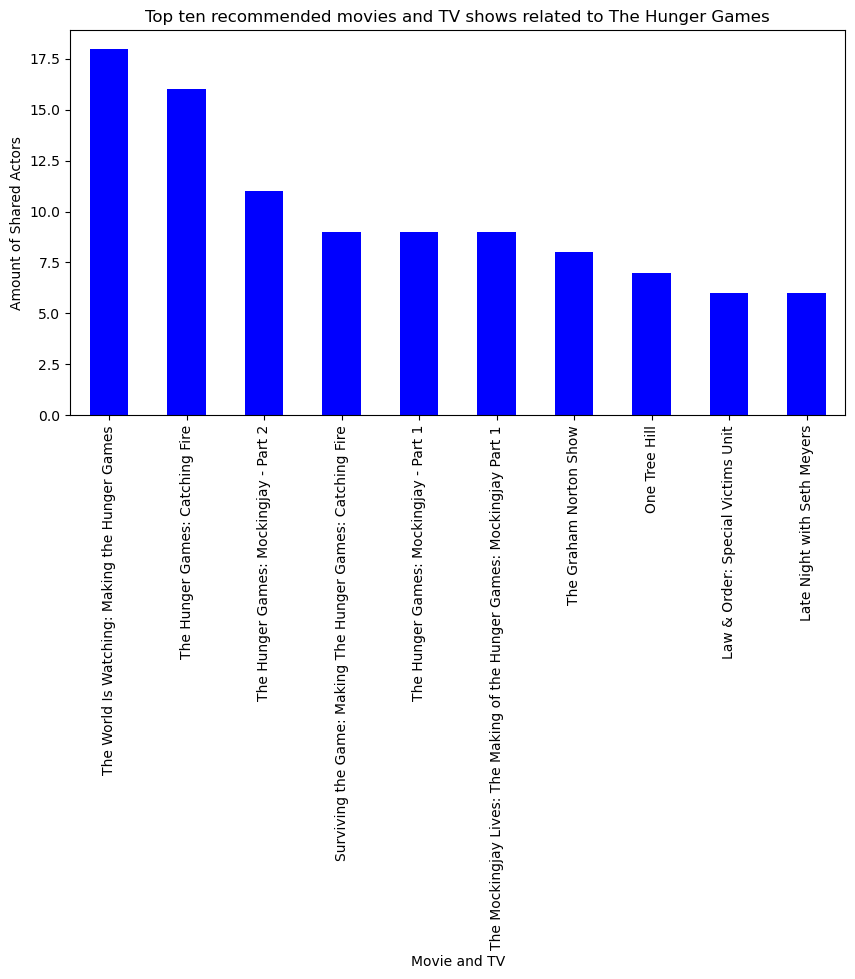 Top ten recommended movies and TV shows related to The Hunger Games
Amount of Shared Actors
17.5
15.0
12.5
10.0
7.5
5.0
2.5
0.0
The World Is Watching: Making the Hunger Games
The Hunger Games: Catching Fire
The Hunger Games: Mockingjay - Part 2
Surviving the Game: Making The Hunger Games: Catching Fire
The Hunger Games: Mockingjay - Part 1
The Mockingjay Lives: The Making of the Hunger Games: Mockingjay Part 1
The Graham Norton Show
One Tree Hill
Law & Order: Special Victims Unit
Late Night with Seth Meyers
Movie and TV